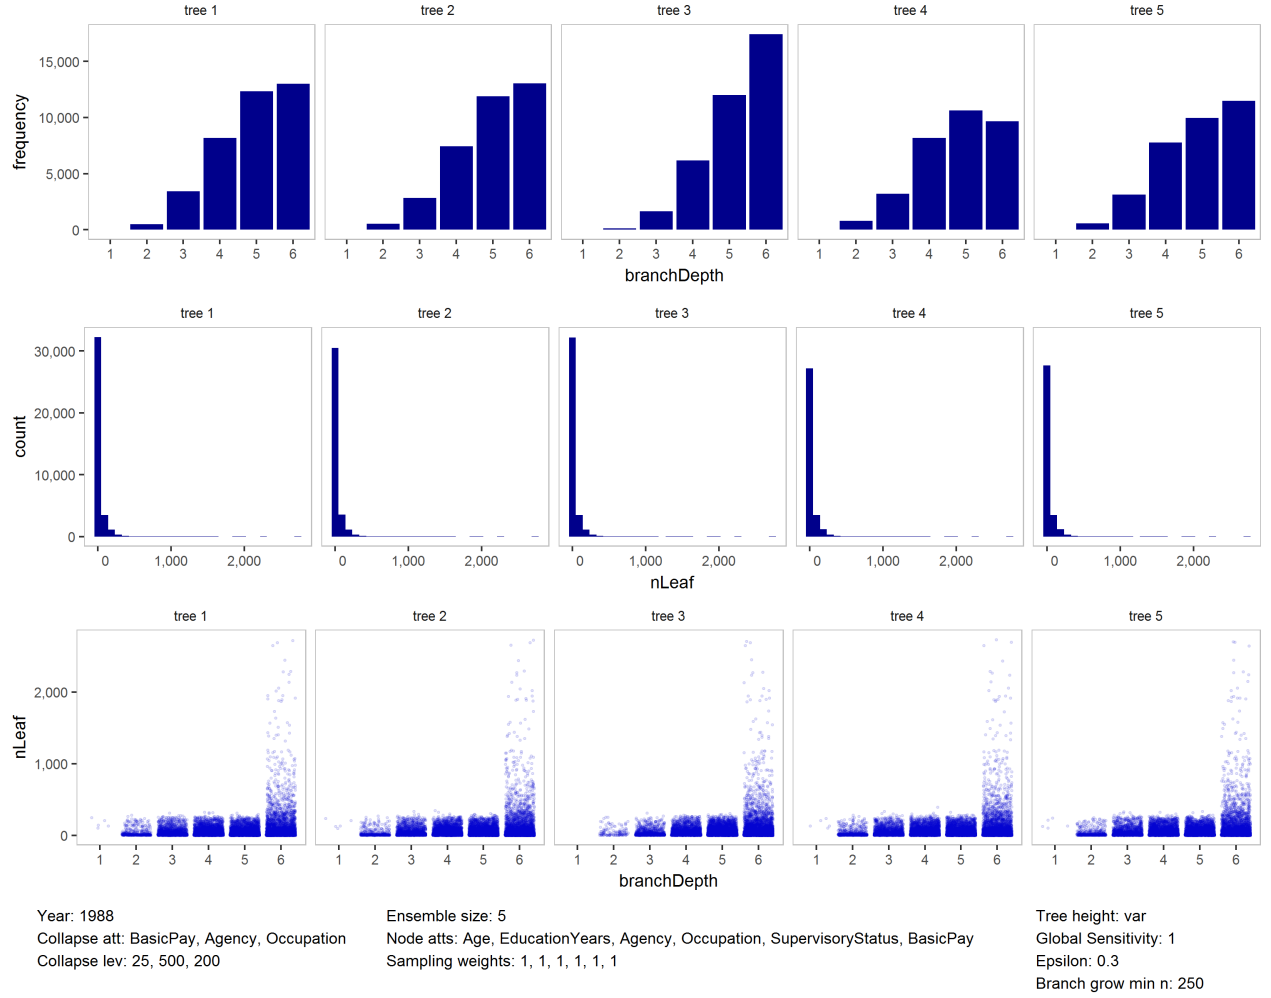 tree 1 tree 2 tree 3 tree 4 tree 5
frequency
15,000
10,000
5,000
0
1 2 3 4 5 6 1 2 3 4 5 6 1 2 3 4 5 6 1 2 3 4 5 6 1 2 3 4 5 6
branchDepth
tree 1 tree 2 tree 3 tree 4 tree 5
count
30,000
20,000
10,000
0
0 1,000 2,000 0 1,000 2,000 0 1,000 2,000 0 1,000 2,000 0 1,000 2,000
nLeaf
tree 1 tree 2 tree 3 tree 4 tree 5
nLeaf
2,000
1,000
0
1 2 3 4 5 6 1 2 3 4 5 6 1 2 3 4 5 6 1 2 3 4 5 6 1 2 3 4 5 6
branchDepth
Year: 1988
Collapse att: BasicPay, Agency, Occupation
Collapse lev: 25, 500, 200
Ensemble size: 5
Node atts: Age, EducationYears, Agency, Occupation, SupervisoryStatus, BasicPay
Sampling weights: 1, 1, 1, 1, 1, 1
Tree height: var
Global Sensitivity: 1
Epsilon: 0.3
Branch grow min n: 250